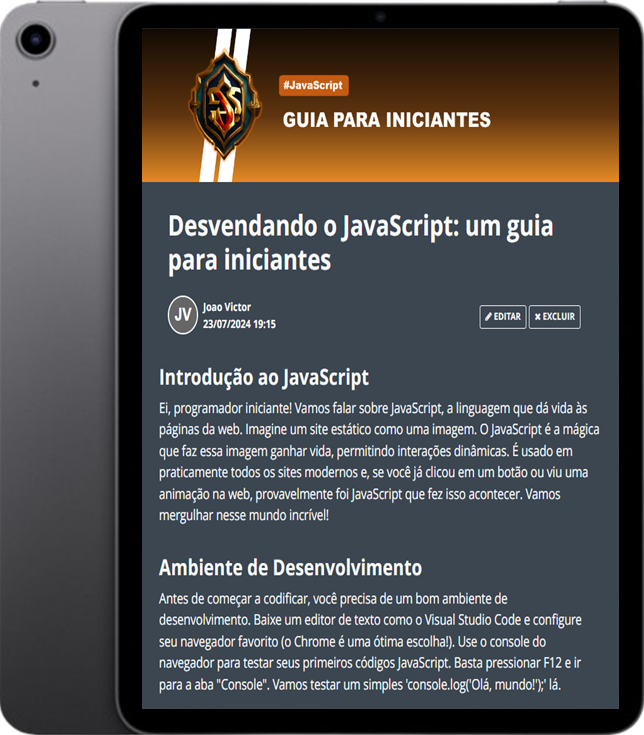 #JavaScript
GUIA PARA INICIANTES
Desvendando o JavaScript: um guia
para iniciantes
JV
Joao Victor
23/07/2024 19:15
EDITAR
EXCLUIR
Introdução ao JavaScript
Ei, programador iniciante! Vamos falar sobre JavaScript, a linguagem que dá vida às
páginas da web. Imagine um site estático como uma imagem. O JavaScript é a mágica
que faz essa imagem ganhar vida, permitindo interações dinâmicas. É usado em
praticamente todos os sites modernos e, se você já clicou em um botão ou viu uma
animação na web, provavelmente foi JavaScript que fez isso acontecer. Vamos
mergulhar nesse mundo incrível!
Ambiente de Desenvolvimento
Antes de começar a codificar, você precisa de um bom ambiente de
desenvolvimento. Baixe um editor de texto como o Visual Studio Code e configure
seu navegador favorito (o Chrome é uma ótima escolha!). Use o console do
navegador para testar seus primeiros códigos JavaScript. Basta pressionar F12 e ir
para a aba "Console". Vamos testar um simples 'console.log('Olá, mundo!');' lá.